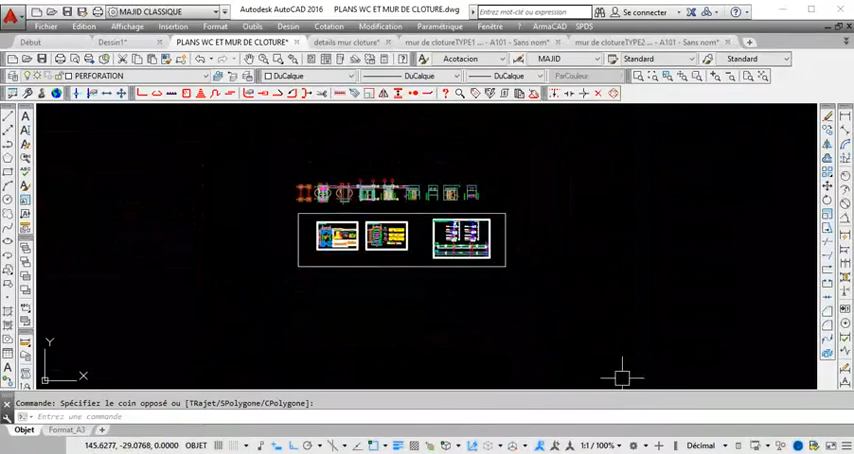 MAJID CLASSIQUE
Autodesk AutoCAD 2016 PLANS WC ET MUR DE CLOTURE.dwg
Entrez mot-clé ou expression
Se connecter
Fichier Edition Affichage Insertion Format Outils Dessin Cotation Modification Paramétrique Fenêtre Express ArmaCAD SPDS
Début Dessin1* PLANS WC ET MUR DE CLOTURE* details mur cloture* mur de clotureTYPE1 ... - A101 - Sans nom* mur de clotureTYPE2 ... - A101 - Sans nom*
Acotacion MAJID Standard Standard
PERFORATION DuCalque DuCalque DuCalque ParCouleur
Y
X
Commande: Spécifiez le coin opposé ou [TRajet/SPolygone/CPolygone]:
Entrez une commande
Objet Format_A3
145.6277, -29.0768, 0.0000 OBJET 1:1 / 100% Décimal